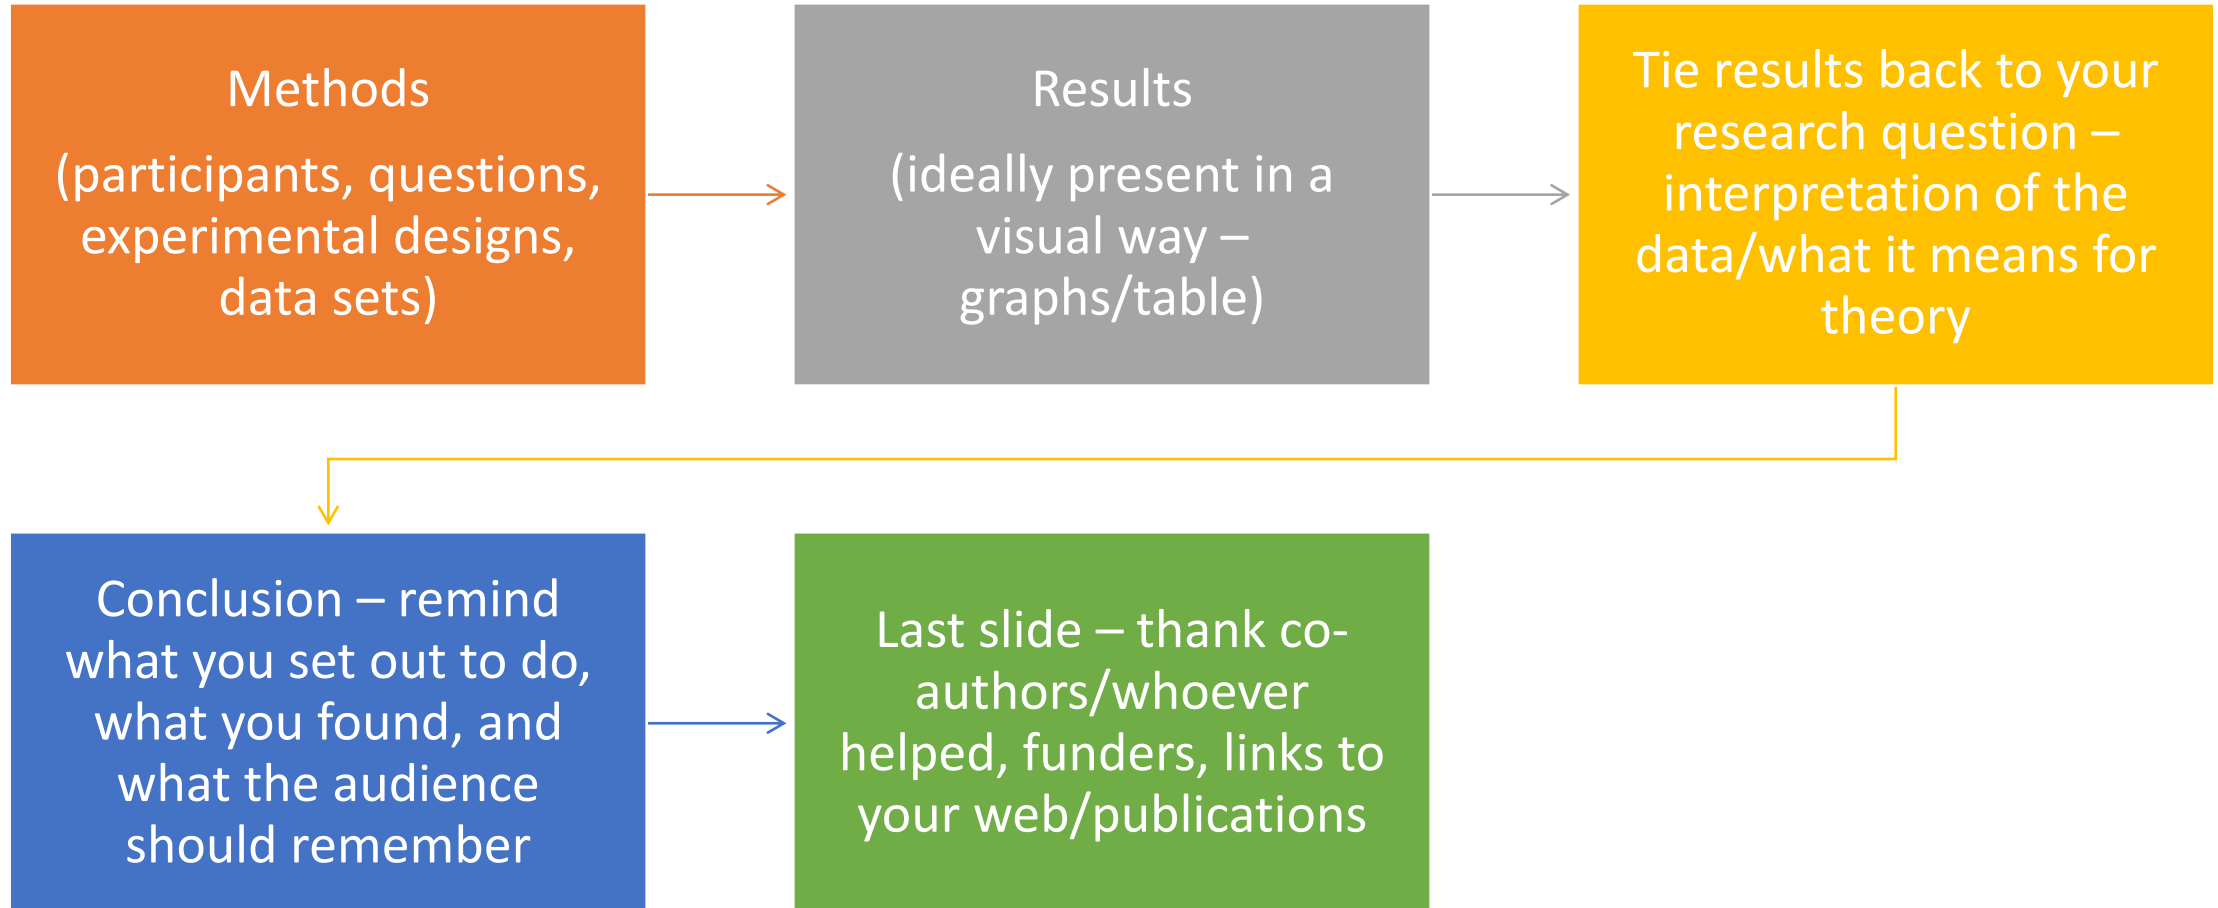 Methods
(participants, questions,
experimental designs,
data sets)
Results
(ideally present in a
visual way –
graphs/table)
Tie results back to your
research question –
interpretation of the
data/what it means for
theory
Conclusion – remind
what you set out to do,
what you found, and
what the audience
should remember
Last slide – thank co-
authors/whoever
helped, funders, links to
your web/publications